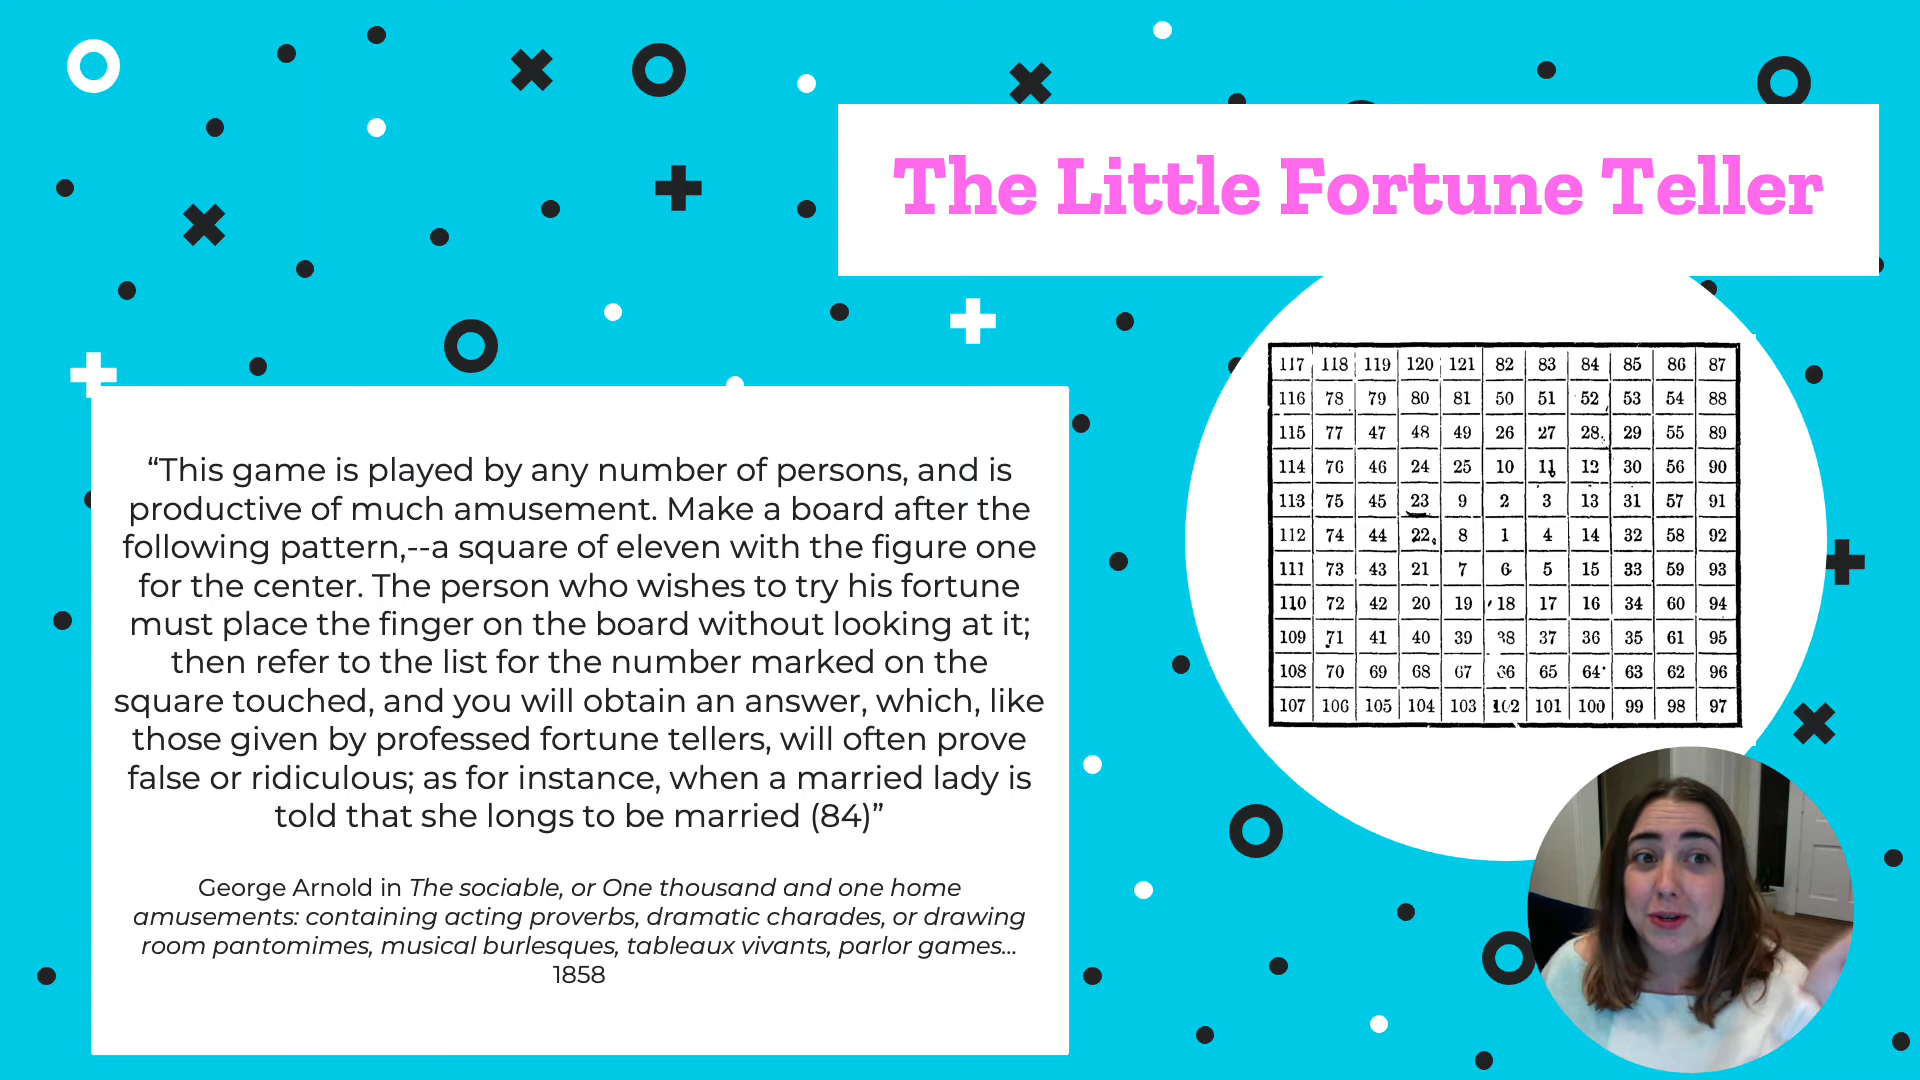 The Little Fortune Teller
“This game is played by any number of persons, and is
productive of much amusement. Make a board after the
following pattern,--a square of eleven with the figure one
for the center. The person who wishes to try his fortune
must place the finger on the board without looking at it;
then refer to the list for the number marked on the
square touched, and you will obtain an answer, which, like
those given by professed fortune tellers, will often prove
false or ridiculous; as for instance, when a married lady is
told that she longs to be married (84)”
George Arnold in The sociable, or One thousand and one home
amusements: containing acting proverbs, dramatic charades, or drawing
room pantomimes, musical burlesques, tableaux vivants, parlor games...
1858
117 118 119 120 121 82 83 84 85 86 87
116 78 79 80 81 50 51 52 53 54 88
115 77 47 48 49 26 27 28 29 55 89
114 76 46 24 25 10 11 12 30 56 90
113 75 45 23 9 2 3 13 31 57 91
112 74 44 22 8 1 4 14 32 58 92
111 73 43 21 7 6 5 15 33 59 93
110 72 42 20 19 18 17 16 34 60 94
109 71 41 40 39 38 37 36 35 61 95
108 70 69 68 67 66 65 64 63 62 96
107 106 105 104 103 102 101 100 99 98 97